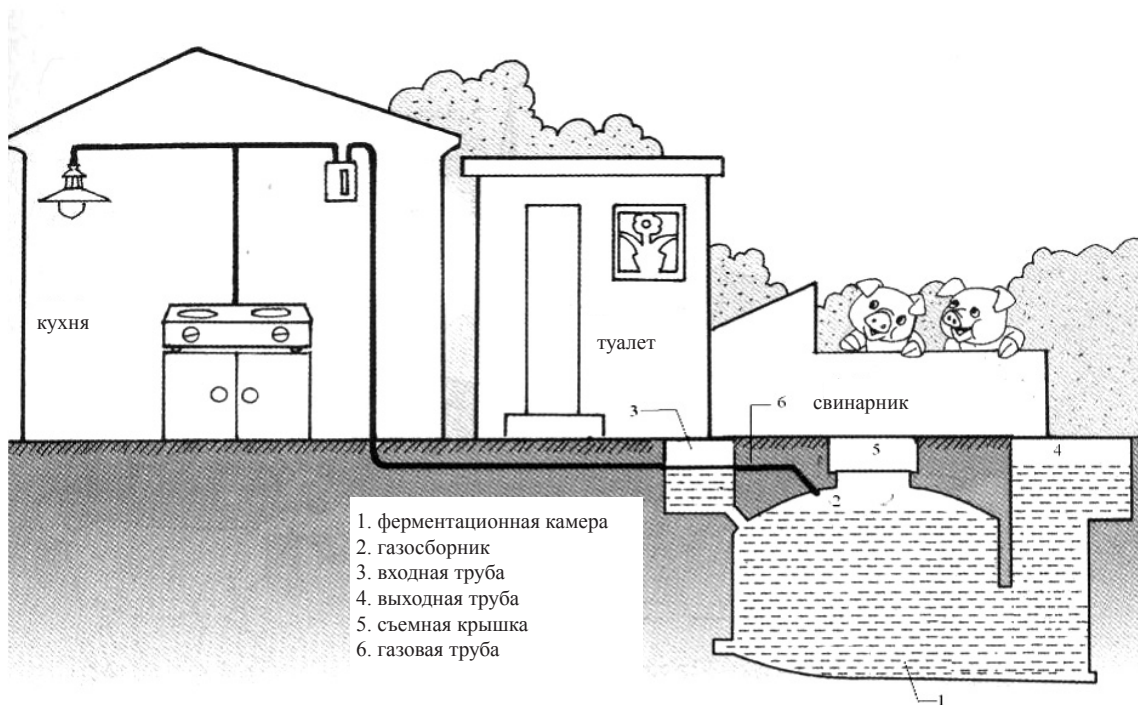 кухня
туалет
3
6 свинарник
5
4
2
1. ферментационная камера
2. газосборник
3. входная труба
4. выходная труба
5. съемная крышка
6. газовая труба
1